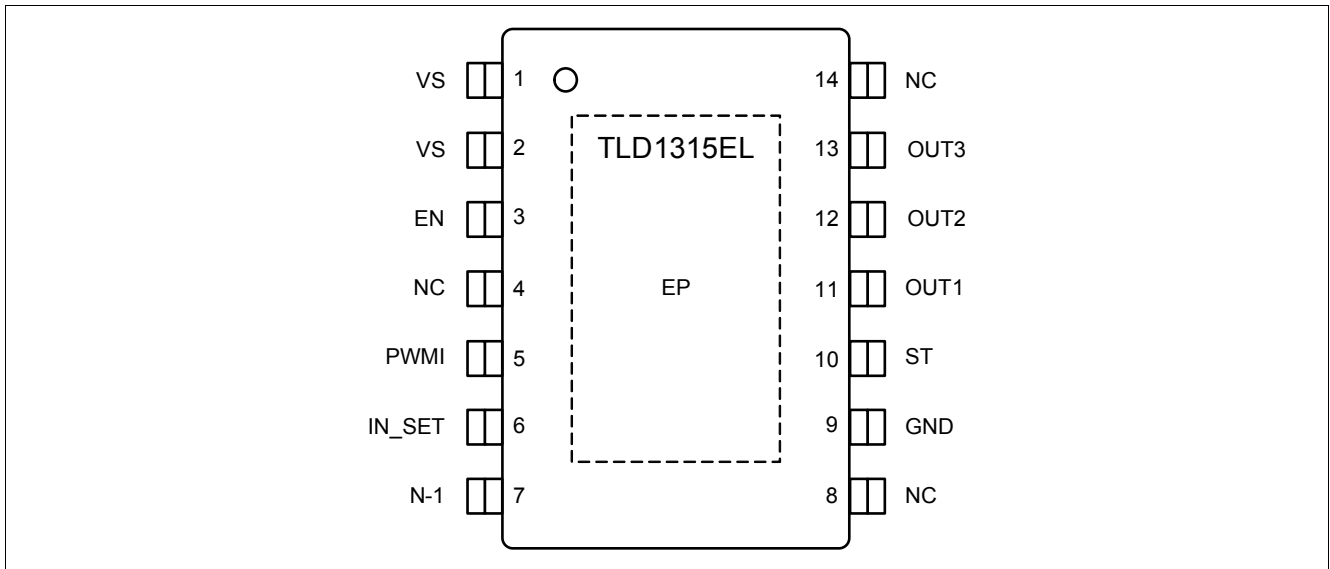 VS 1 14 NC
VS 2 TLD1315EL 13 OUT3
EN 3 12 OUT2
NC 4 EP 11 OUT1
PWMI 5 10 ST
IN_SET 6 9 GND
N-1 7 8 NC